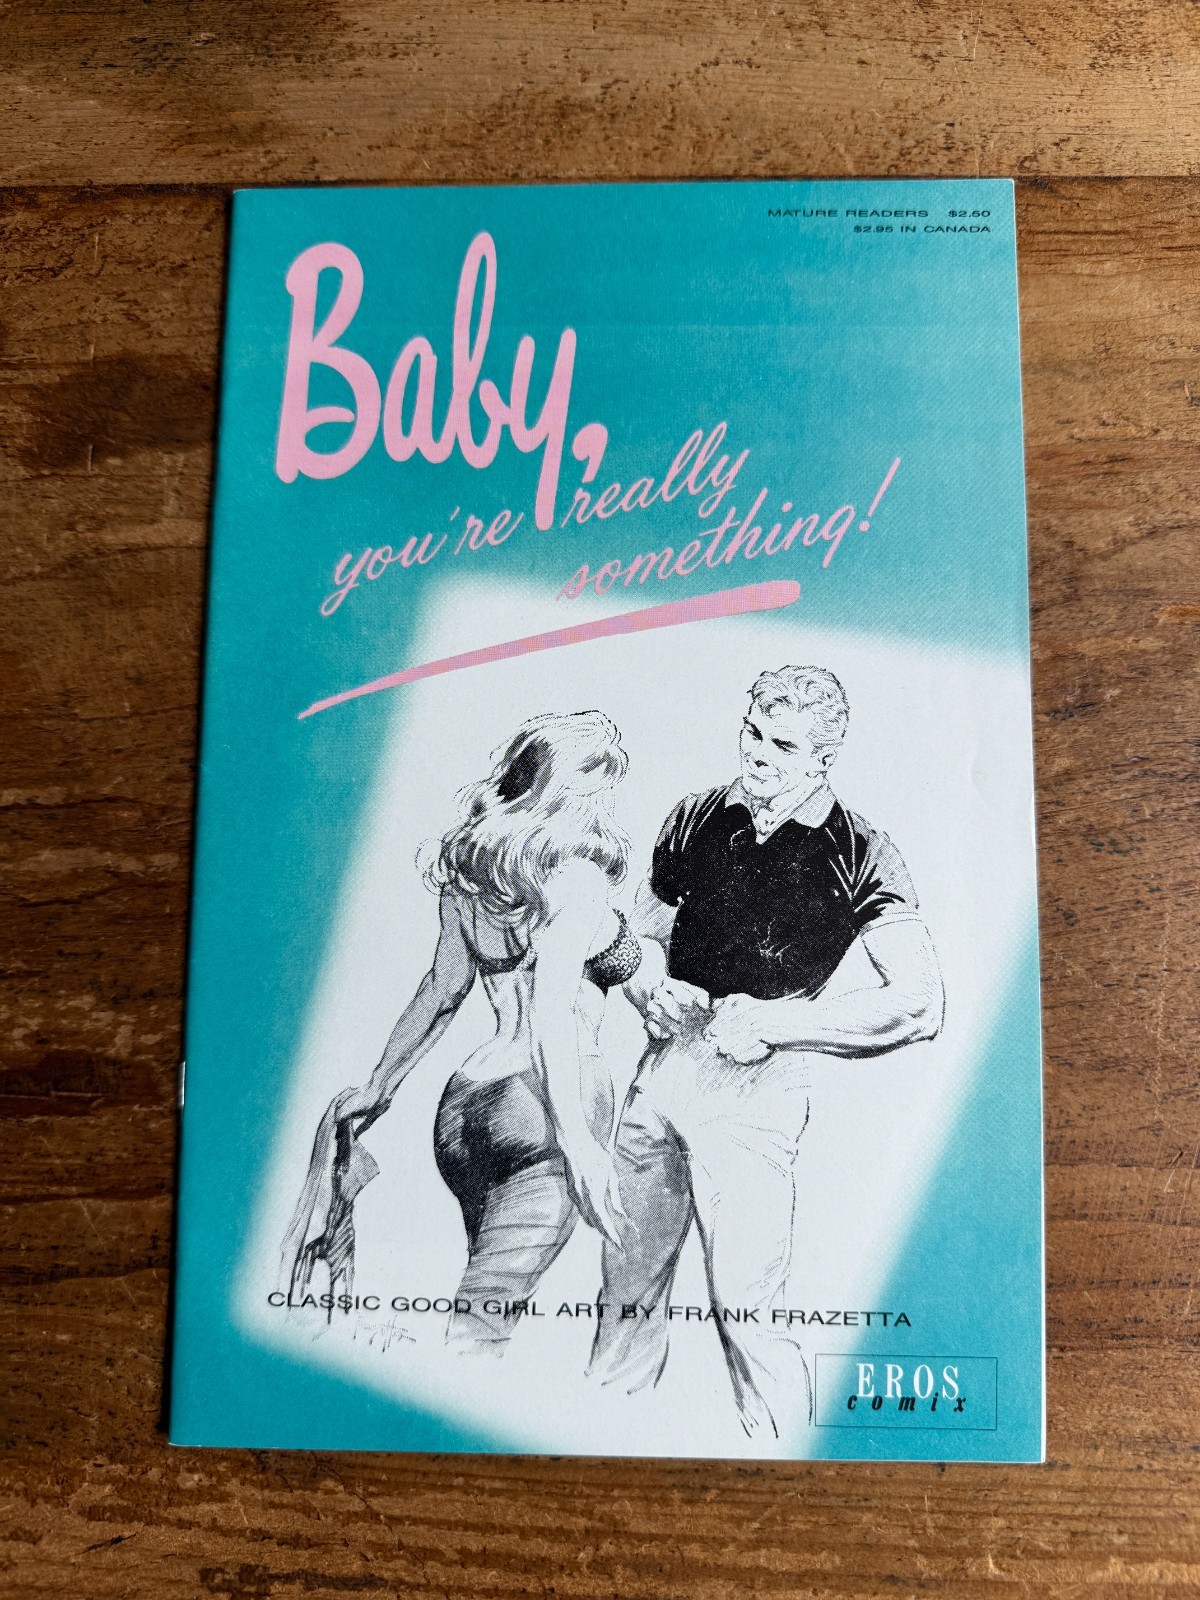 MATURE READERS $2.50
$2.95 IN CANADA
Baby,
you're really
something!
CLASSIC GOOD GIRL ART BY FRANK FRAZETTA
EROS
comix